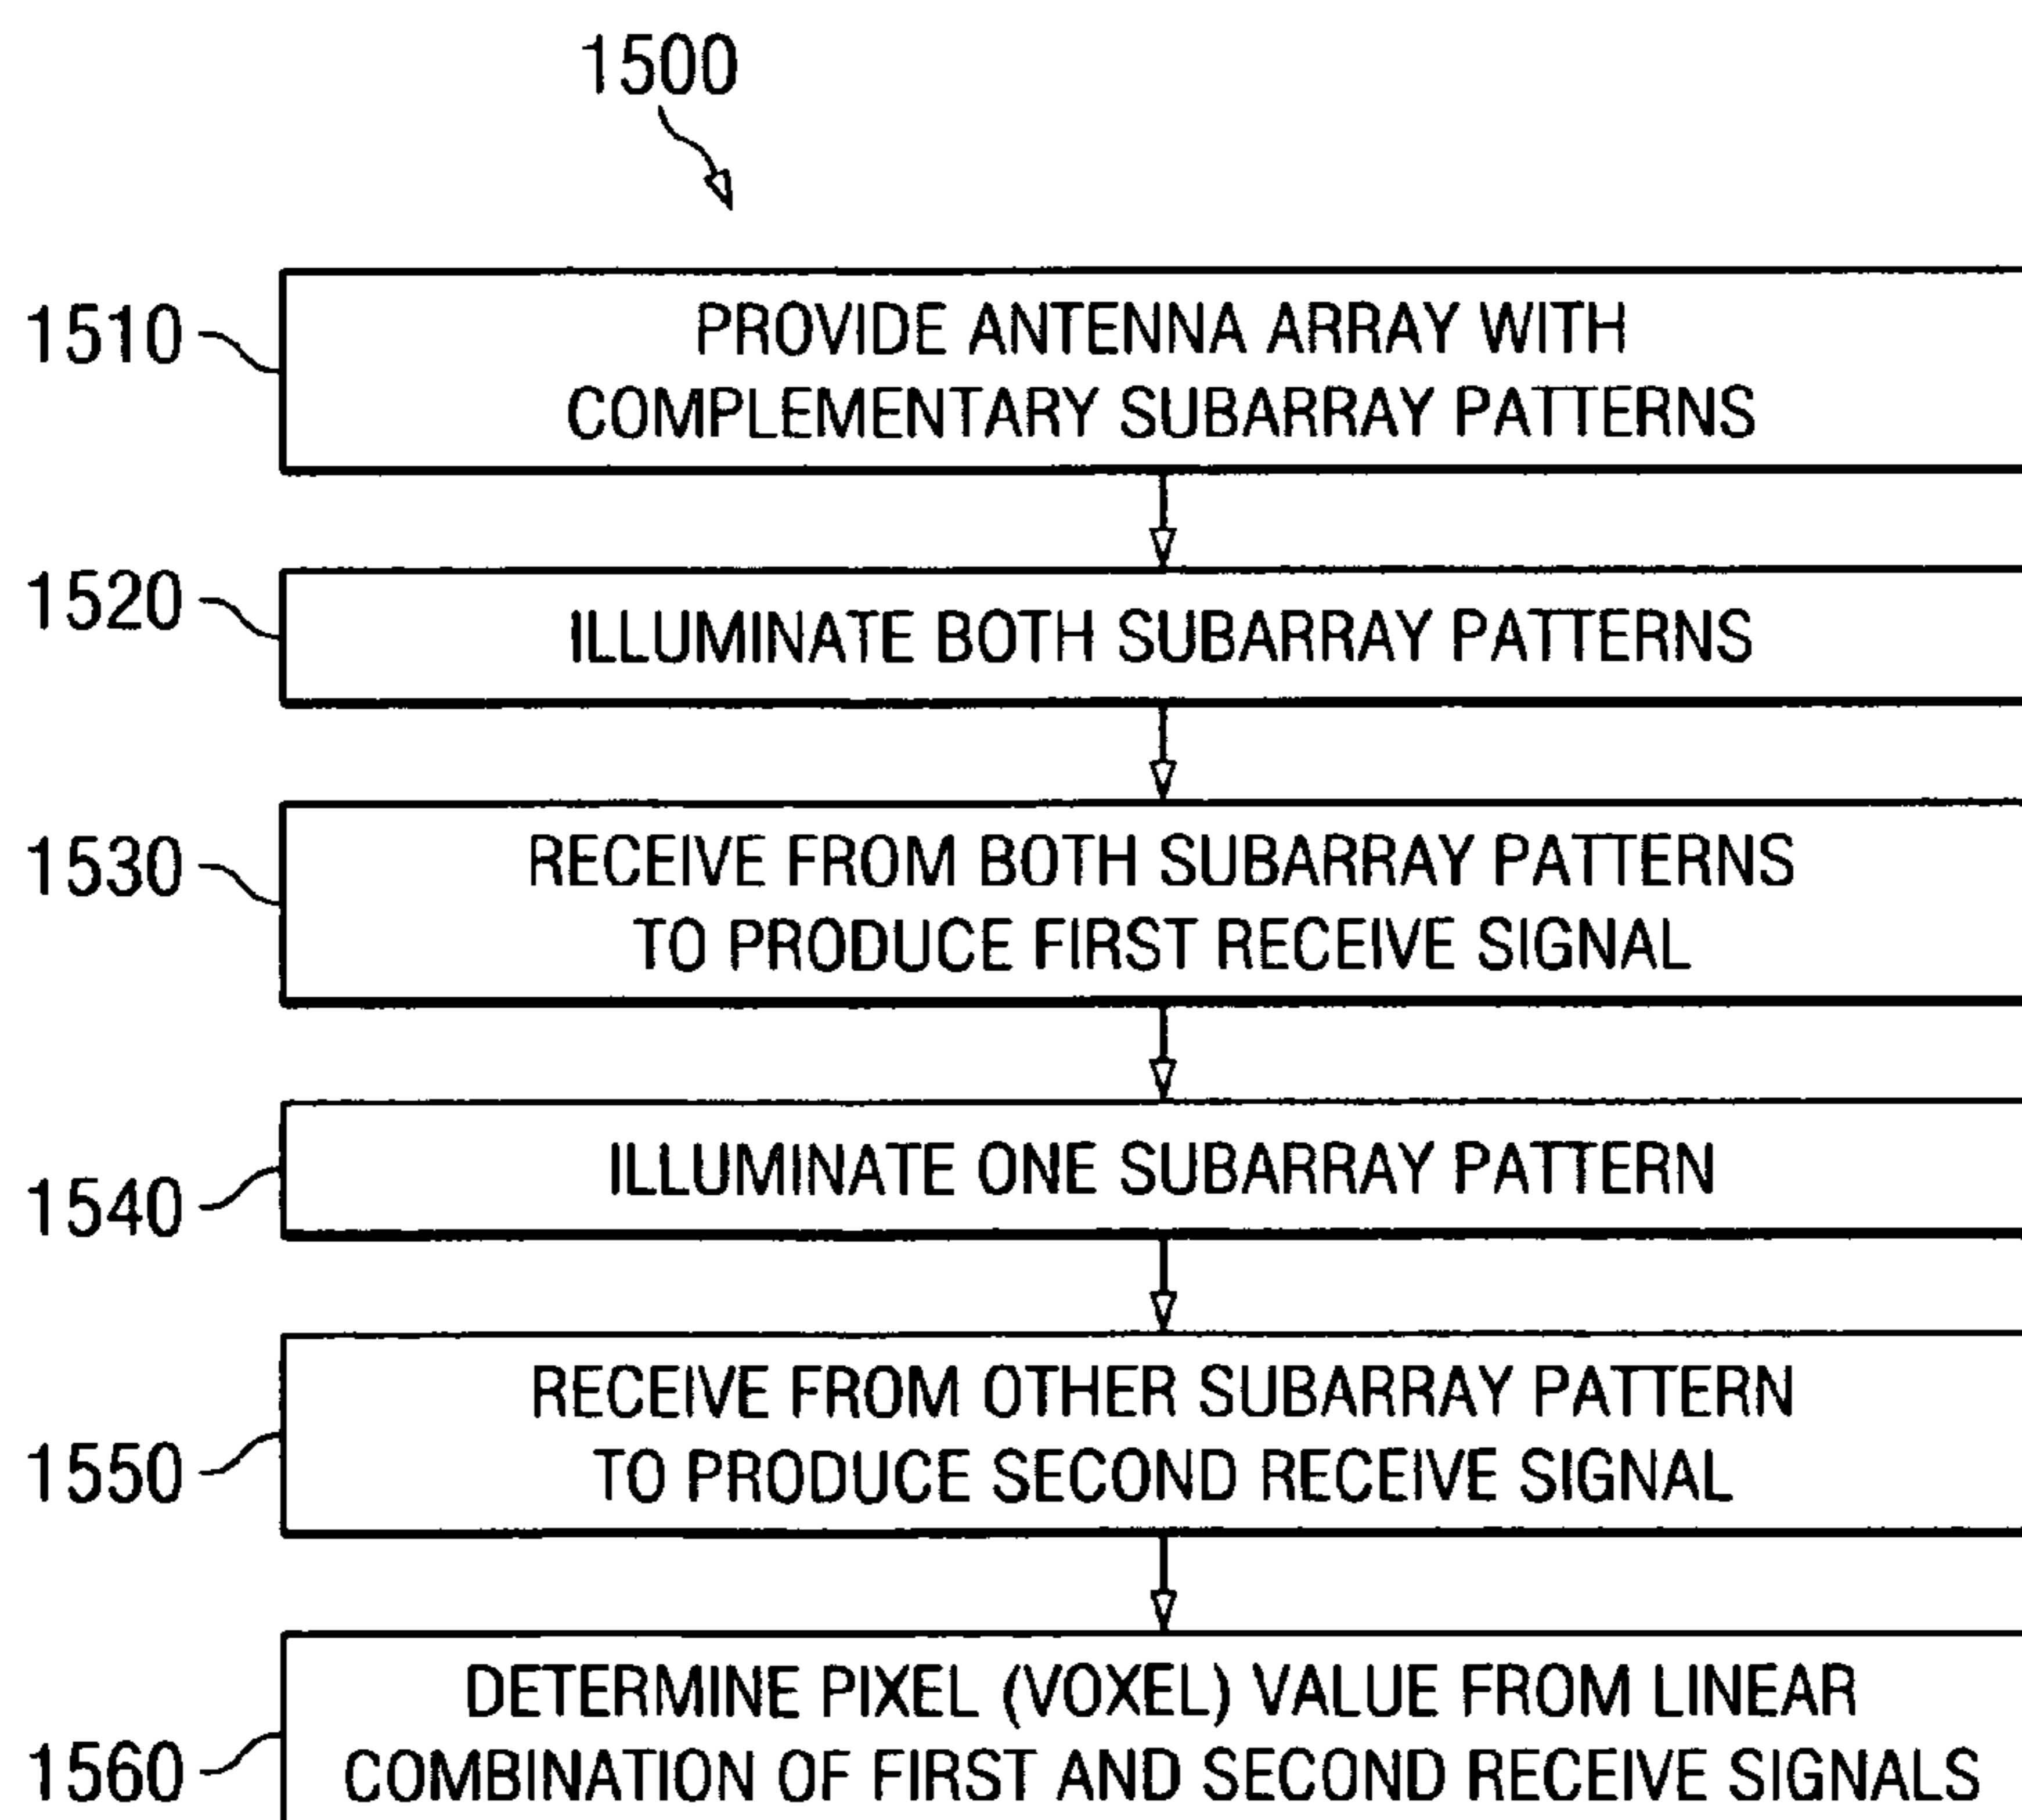 1500
1510
PROVIDE ANTENNA ARRAY WITH
COMPLEMENTARY SUBARRAY PATTERNS
1520
ILLUMINATE BOTH SUBARRAY PATTERNS
1530
RECEIVE FROM BOTH SUBARRAY PATTERNS
TO PRODUCE FIRST RECEIVE SIGNAL
1540
ILLUMINATE ONE SUBARRAY PATTERN
1550
RECEIVE FROM OTHER SUBARRAY PATTERN
TO PRODUCE SECOND RECEIVE SIGNAL
1560
DETERMINE PIXEL (VOXEL) VALUE FROM LINEAR
COMBINATION OF FIRST AND SECOND RECEIVE SIGNALS